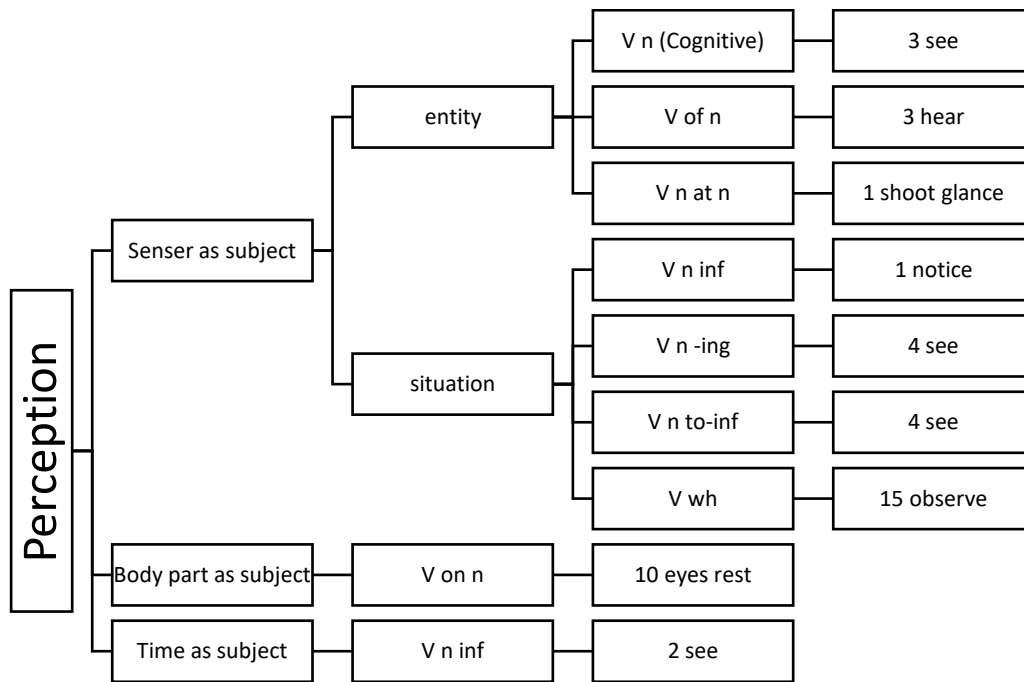 Perception
Senser as subject
entity
V n (Cognitive)
3 see
V of n
3 hear
V n at n
1 shoot glance
situation
V n inf
1 notice
V n -ing
4 see
V n to-inf
4 see
V wh
15 observe
Body part as subject
V on n
10 eyes rest
Time as subject
V n inf
2 see